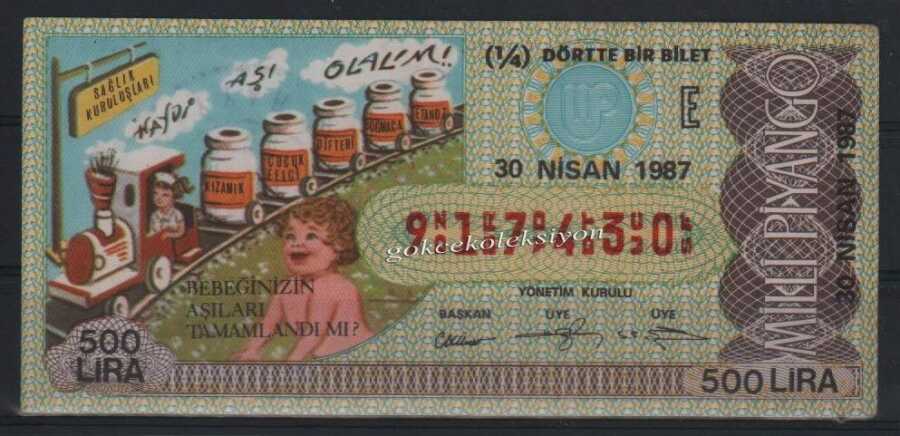 SAĞLIK
KURULUŞLARI
HAYDİ AŞI OLALIM!
KIZAMIK
ÇOCUK
FELCİ
DİFTERİ
BOĞMACA
TETANOZ
BEBEĞİNİZİN
AŞILARI
TAMAMLANDI MI?
500
LİRA
(1/4) DÖRTTE BİR BİLET
E
30 NİSAN 1987
917430
gokcekoleksiyon
YÖNETİM KURULU
BAŞKAN ÜYE ÜYE
500 LİRA
MİLLİ PİYANGO
30 NİSAN 1987